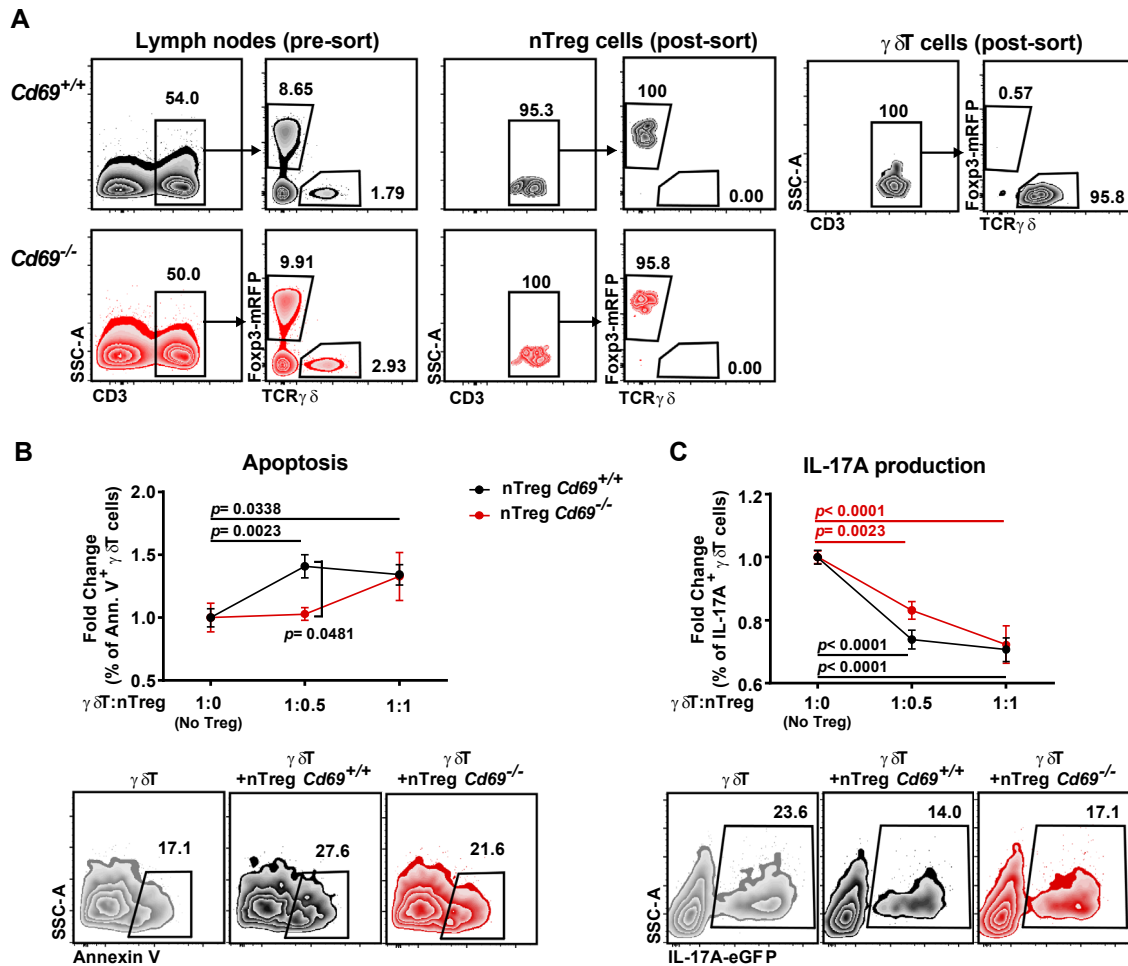 A
Lymph nodes (pre-sort)
nTreg cells (post-sort)
γδT cells (post-sort)
Cd69+/+
54.0
8.65
1.79
95.3
100
0.00
100
0.57
95.8
SSC-A
CD3
Foxp3-mRFP
TCRγδ
Cd69-/-
50.0
9.91
2.93
SSC-A
CD3
Foxp3-mRFP
TCRγδ
100
95.8
0.00
SSC-A
CD3
Foxp3-mRFP
TCRγδ
B
Apoptosis
Fold Change
(% of Ann. V+ γδT cells)
2.0
1.5
1.0
0.5
p= 0.0338
p= 0.0023
p= 0.0481
γδT:nTreg
1:0
1:0.5
1:1
(No Treg)
nTreg Cd69+/+
nTreg Cd69-/-
γδT
γδT
+nTreg Cd69+/+
γδT
+nTreg Cd69-/-
17.1
27.6
21.6
SSC-A
Annexin V
C
IL-17A production
Fold Change
(% of IL-17A+ γδT cells)
1.2
1.0
0.8
0.6
p< 0.0001
p= 0.0023
p< 0.0001
p< 0.0001
γδT:nTreg
1:0
1:0.5
1:1
(No Treg)
γδT
γδT
+nTreg Cd69+/+
γδT
+nTreg Cd69-/-
23.6
14.0
17.1
SSC-A
IL-17A-eGFP